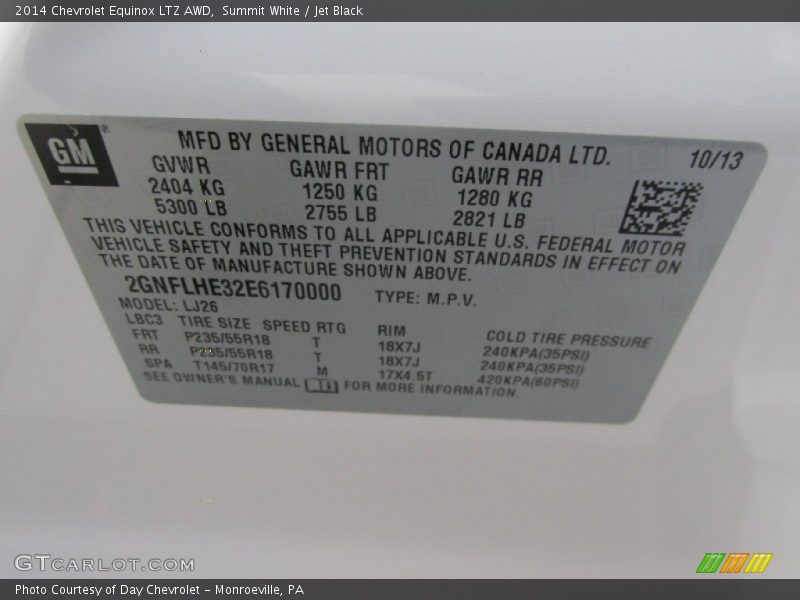 2014 Chevrolet Equinox LTZ AWD,  Summit White / Jet Black
GM
MFD BY GENERAL MOTORS OF CANADA LTD. 10/13
GVWR GAWR FRT GAWR RR
2404 KG 1250 KG 1280 KG
5300 LB 2755 LB 2821 LB
THIS VEHICLE CONFORMS TO ALL APPLICABLE U.S. FEDERAL MOTOR
VEHICLE SAFETY AND THEFT PREVENTION STANDARDS IN EFFECT ON
THE DATE OF MANUFACTURE SHOWN ABOVE.
2GNFLHE32E6170000 TYPE: M.P.V.
MODEL: LJ26
LBC3 TIRE SIZE SPEED RTG RIM COLD TIRE PRESSURE
FRT P235/55R18 T 18X7J 240KPA(35PSI)
RR P235/55R18 T 18X7J 240KPA(35PSI)
SPA T145/70R17 M 17X4.5T 420KPA(60PSI)
SEE OWNER'S MANUAL FOR MORE INFORMATION.
GTCarLot.com
Photo Courtesy of Day Chevrolet - Monroeville, PA